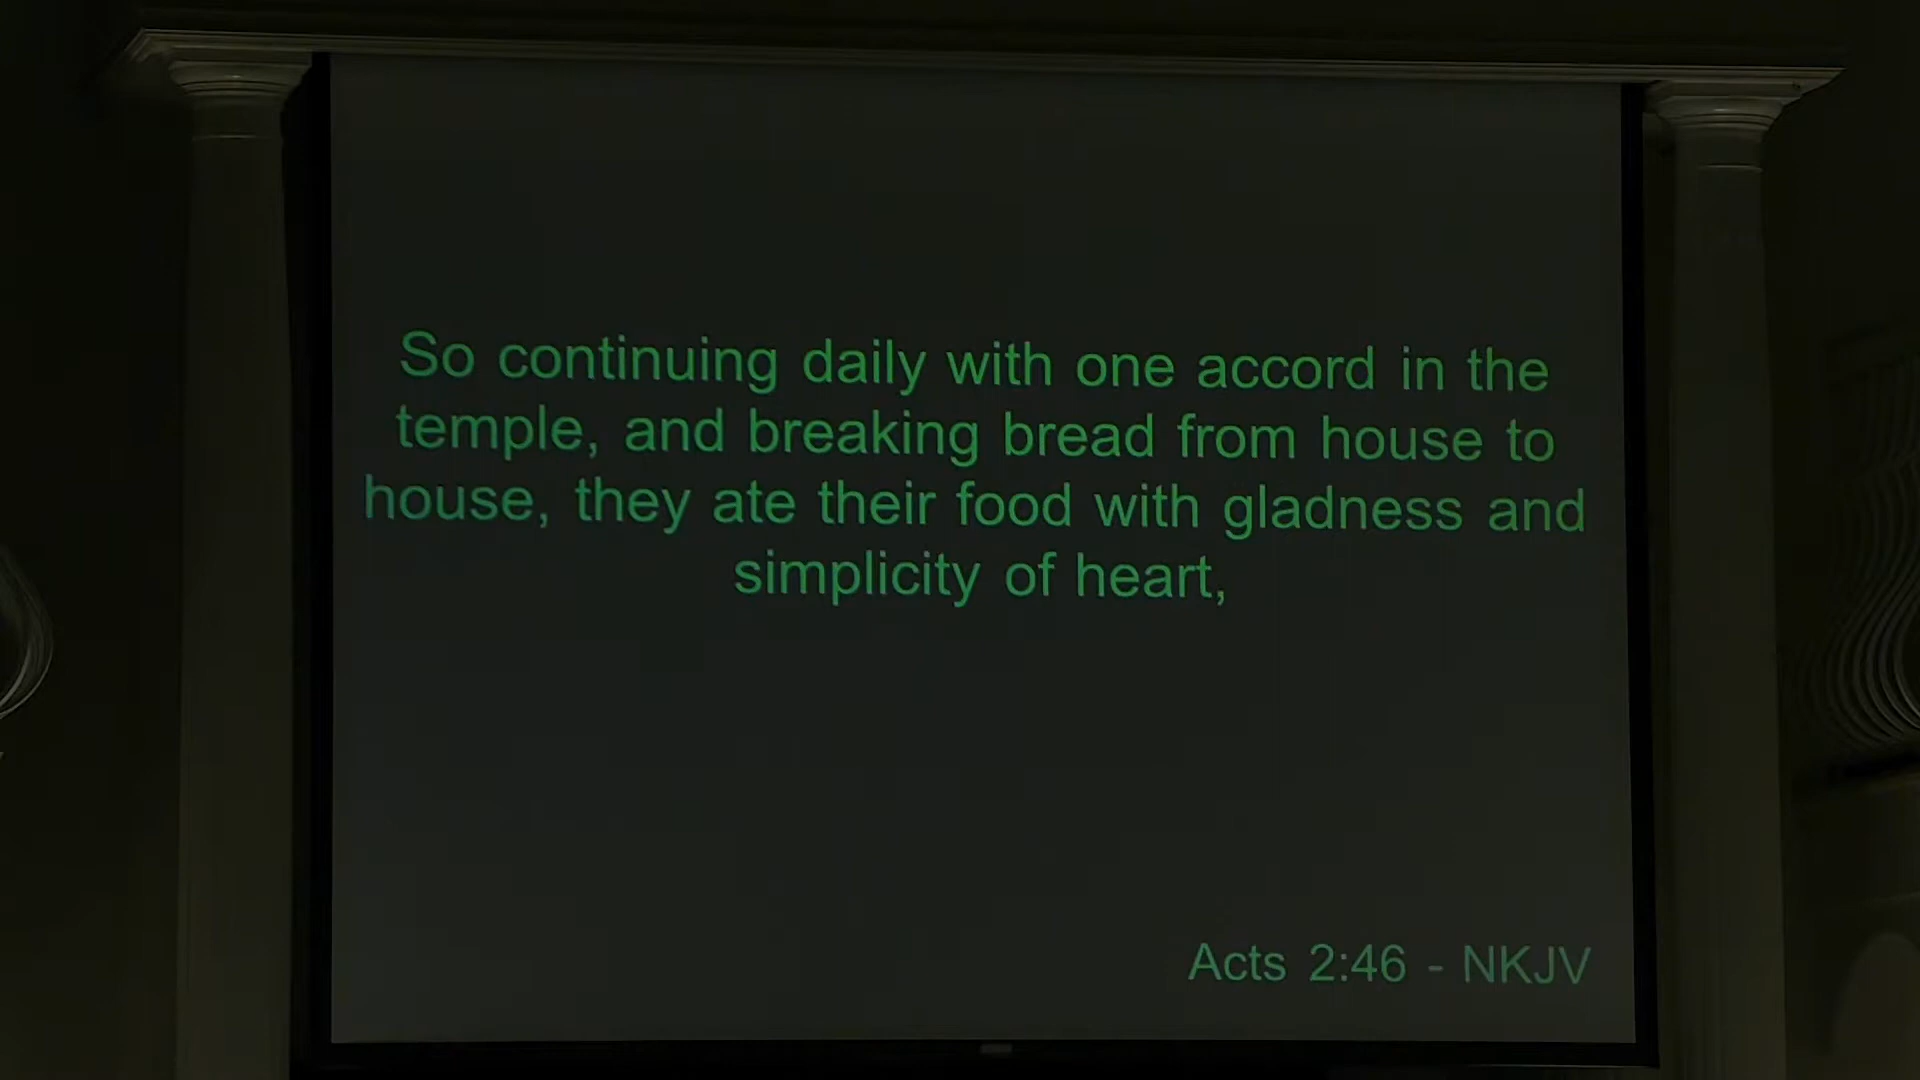 So continuing daily with one accord in the
temple, and breaking bread from house to
house, they ate their food with gladness and
simplicity of heart,
Acts 2:46 - NKJV